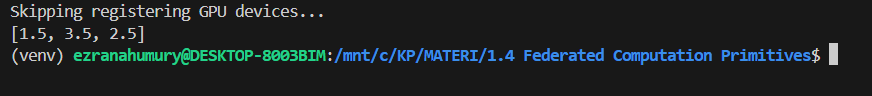 Skipping registering GPU devices...
[1.5, 3.5, 2.5]
(venv) ezranahumury@DESKTOP-8003BIM:/mnt/c/KP/MATERI/1.4 Federated Computation Primitives$